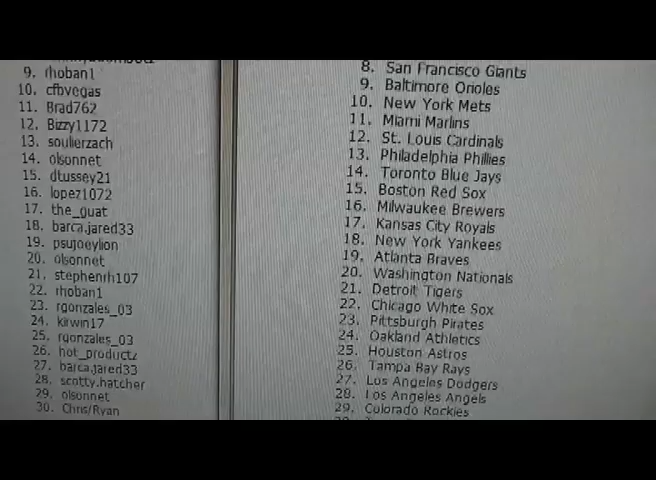 9. rhoban1
10. cfbvegas
11. Brad762
12. Bizzy1172
13. soulierzach
14. olsonnet
15. dtussey21
16. lopez1072
17. the_guat
18. barca.jared33
19. psujoeylion
20. olsonnet
21. stephenrh107
22. rhoban1
23. rgonzales_03
24. kirwin17
25. rgonzales_03
26. hot_productz
27. barca.jared33
28. scotty.hatcher
29. olsonnet
30. Chris/Ryan
8. San Francisco Giants
9. Baltimore Orioles
10. New York Mets
11. Miami Marlins
12. St. Louis Cardinals
13. Philadelphia Phillies
14. Toronto Blue Jays
15. Boston Red Sox
16. Milwaukee Brewers
17. Kansas City Royals
18. New York Yankees
19. Atlanta Braves
20. Washington Nationals
21. Detroit Tigers
22. Chicago White Sox
23. Pittsburgh Pirates
24. Oakland Athletics
25. Houston Astros
26. Tampa Bay Rays
27. Los Angeles Dodgers
28. Los Angeles Angels
29. Colorado Rockies